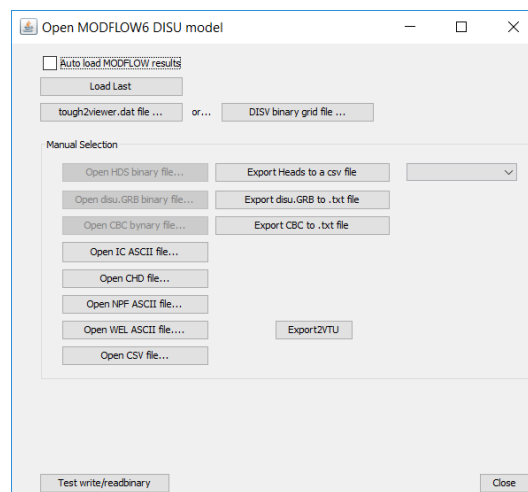 Open MODFLOW6 DISU model
Auto load MODFLOW results
Load Last
tough2viewer.dat file ... or... DISV binary grid file ...
Manual Selection
Open HDS binary file... Export Heads to a csv file
Open disu.GRB binary file... Export disu.GRB to .txt file
Open CBC bynary file... Export CBC to .txt file
Open IC ASCII file...
Open CHD file...
Open NPF ASCII file...
Open WEL ASCII file.... Export2VTU
Open CSV file...
Test write/readbinary Close